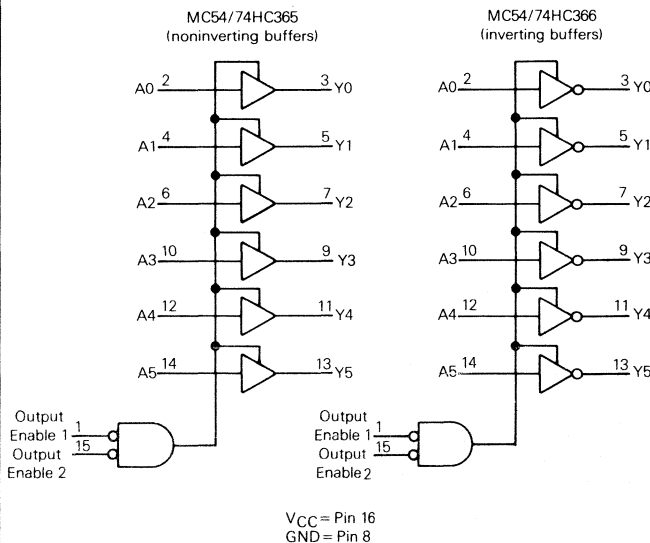 MC54/74HC365
(noninverting buffers)
A0 2 3 Y0
A1 4 5 Y1
A2 6 7 Y2
A3 10 9 Y3
A4 12 11 Y4
A5 14 13 Y5
Output
Enable 1 1
Output 15
Enable 2
MC54/74HC366
(inverting buffers)
A0 2 3 Y0
A1 4 5 Y1
A2 6 7 Y2
A3 10 9 Y3
A4 12 11 Y4
A5 14 13 Y5
Output
Enable 1 1
Output 15
Enable 2
VCC = Pin 16
GND = Pin 8